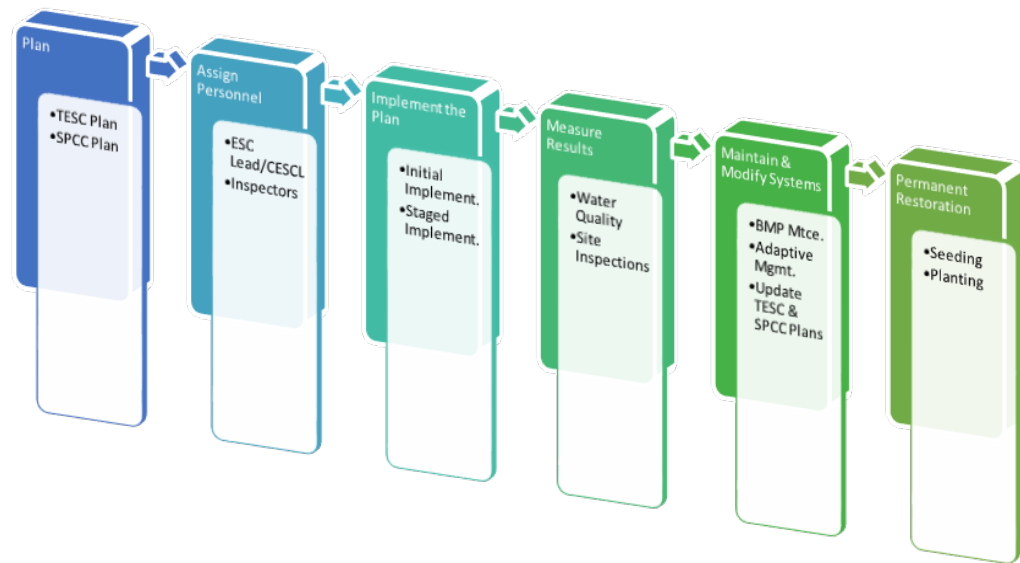 Plan
•TESC Plan
•SPCC Plan
Assign
Personnel
•ESC
Lead/CESCL
•Inspectors
Implement the
Plan
•Initial
Implement.
•Staged
Implement.
Measure
Results
•Water
Quality
•Site
Inspections
Maintain &
Modify Systems
•BMP Mtce.
•Adaptive
Mgmt.
•Update
TESC &
SPCC Plans
Permanent
Restoration
•Seeding
•Planting